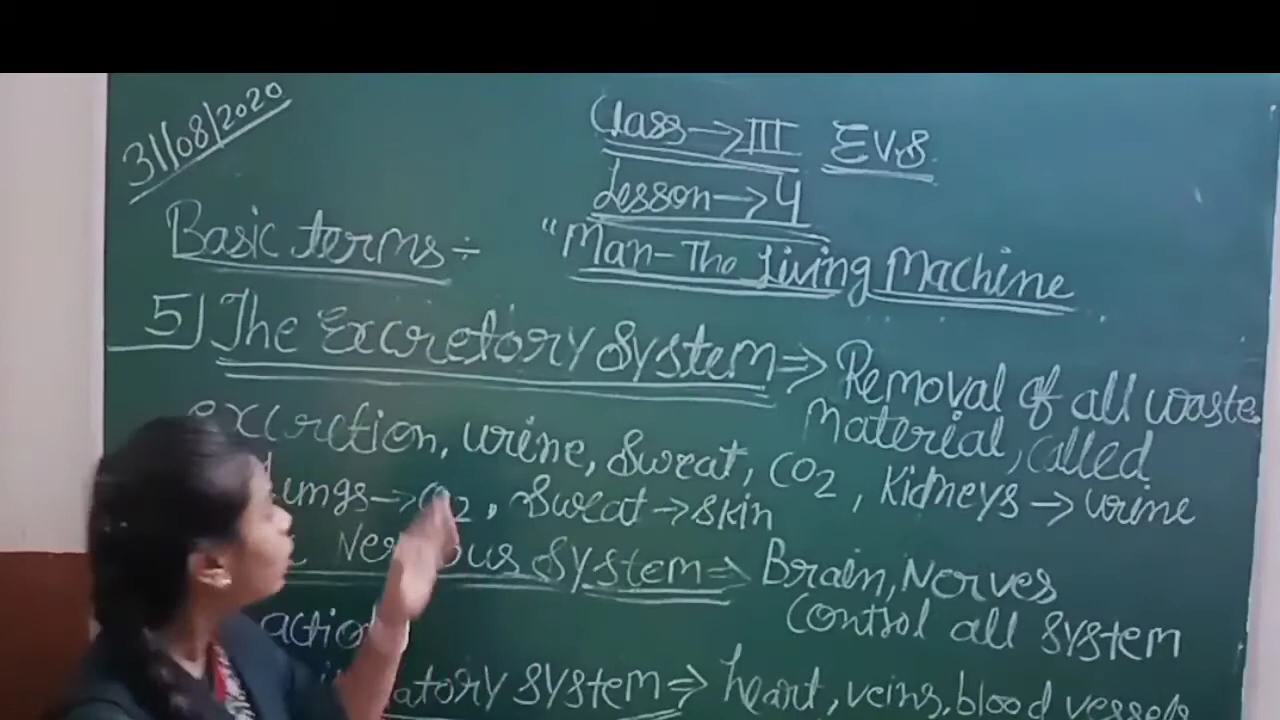 31/08/2020
Class→III EVS.
Lesson→4
Basic terms÷ "Man-The Living Machine
5] The Excretory System⇒ Removal of all waste
Material, called
excretion, urine, Sweat, CO2, Kidneys→urine
Lungs→CO2, Sweat→skin
Nervous System⇒ Brain, Nerves
Control all system
action
atory system⇒ heart, veins, blood vessels